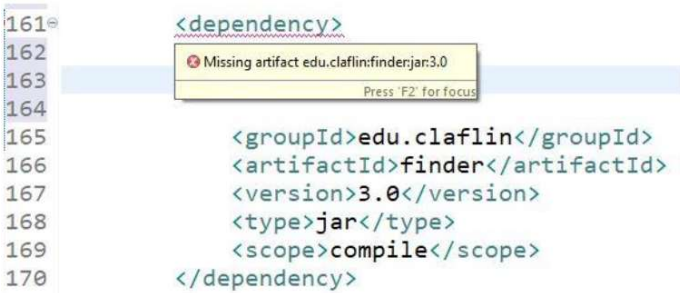 161 <dependency>
162
Missing artifact edu.claflin:finder:jar:3.0
163
Press 'F2' for focus
164
165 <groupId>edu.claflin</groupId>
166 <artifactId>finder</artifactId>
167 <version>3.0</version>
168 <type>jar</type>
169 <scope>compile</scope>
170 </dependency>